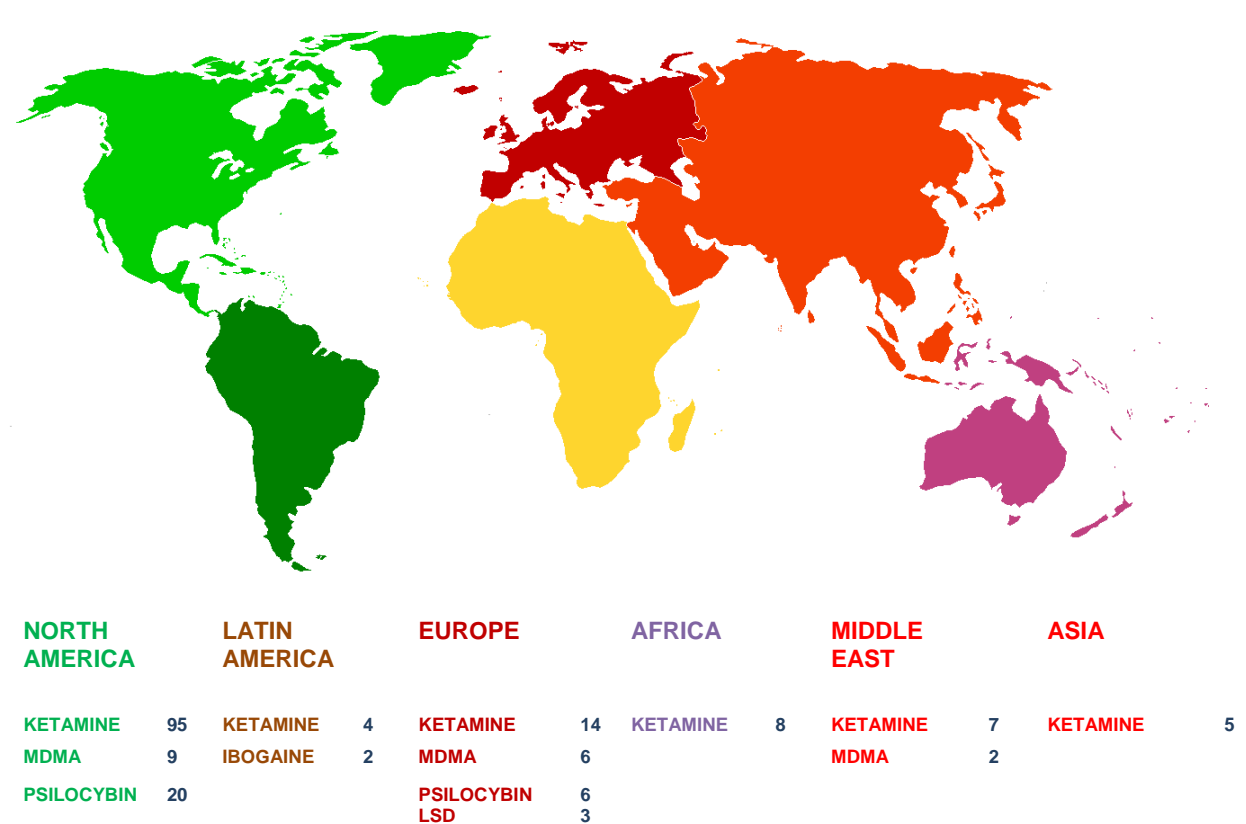 NORTH
AMERICA
LATIN
AMERICA
EUROPE
AFRICA
MIDDLE
EAST
ASIA
KETAMINE 95 KETAMINE 4 KETAMINE 14 KETAMINE 8 KETAMINE 7 KETAMINE 5
MDMA 9 IBOGAINE 2 MDMA 6 MDMA 2
PSILOCYBIN 20 PSILOCYBIN 6
LSD 3